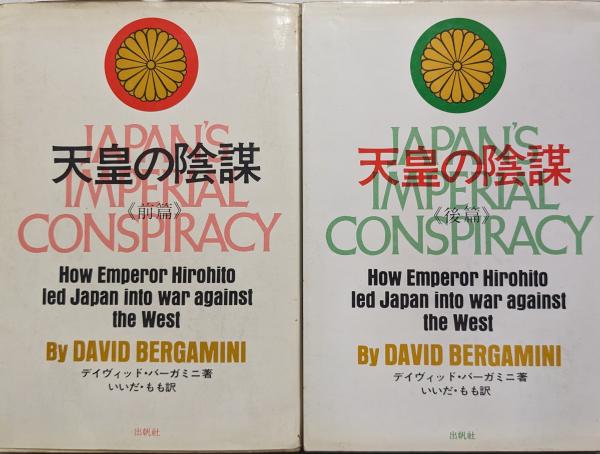 JAPAN'S
天皇の陰謀
IMPERIAL
《前篇》
CONSPIRACY
How Emperor Hirohito
led Japan into war against
the West
By DAVID BERGAMINI
デイヴィッド・バーガミニ著
いいだ・もも訳
出帆社
JAPAN'S
天皇の陰謀
IMPERIAL
《後篇》
CONSPIRACY
How Emperor Hirohito
led Japan into war against
the West
By DAVID BERGAMINI
デイヴィッド・バーガミニ著
いいだ・もも訳
出帆社